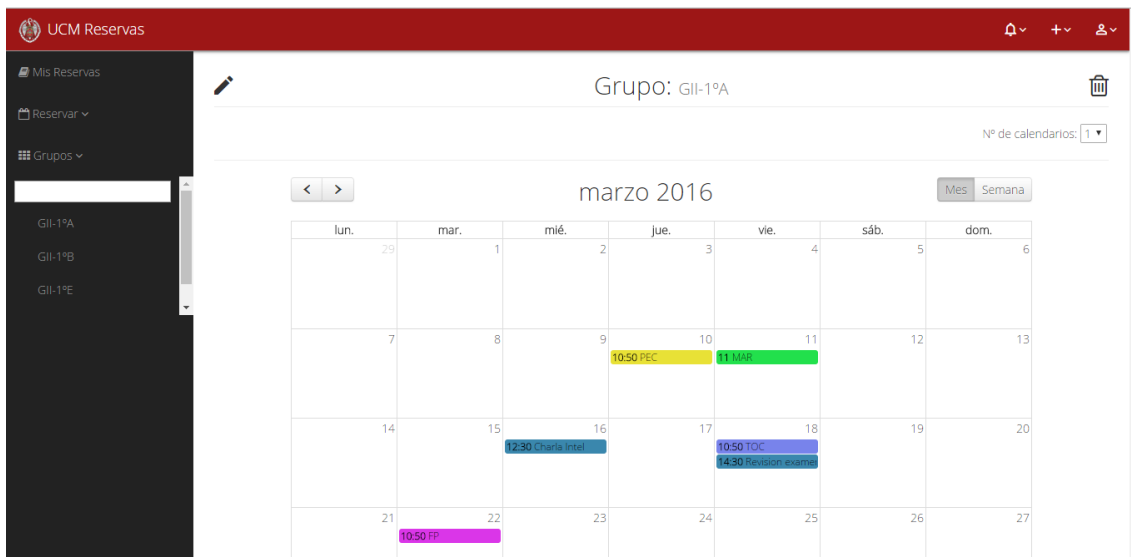 UCM Reservas
Mis Reservas
Grupo: GII-1ºA
Reservar
Nº de calendarios: 1
Grupos
marzo 2016
Mes Semana
GII-1ºA
GII-1ºB
GII-1ºE
lun. mar. mié. jue. vie. sáb. dom.
29 1 2 3 4 5 6
7 8 9 10 11 12 13
10:50 PEC 11 MAR
14 15 16 17 18 19 20
12:30 Charla Intel 10:50 TOC
14:30 Revision examen
21 22 23 24 25 26 27
10:50 FP